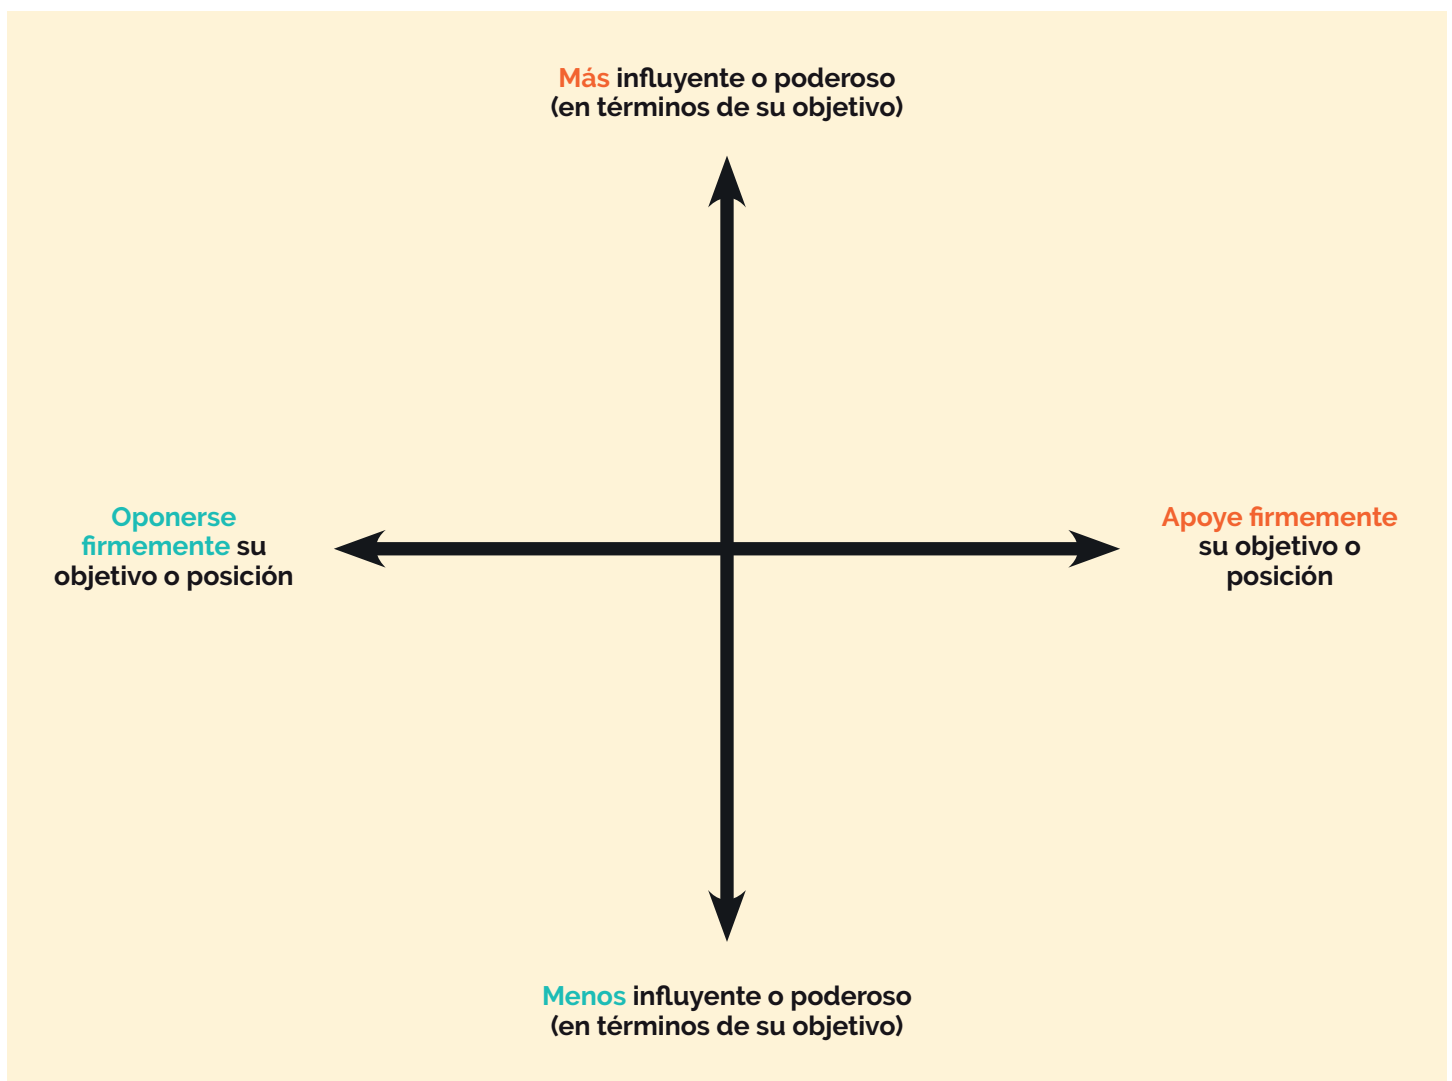 Más influyente o poderoso
(en términos de su objetivo)
Oponerse
firmemente su
objetivo o posición
Apoye firmemente
su objetivo o
posición
Menos influyente o poderoso
(en términos de su objetivo)